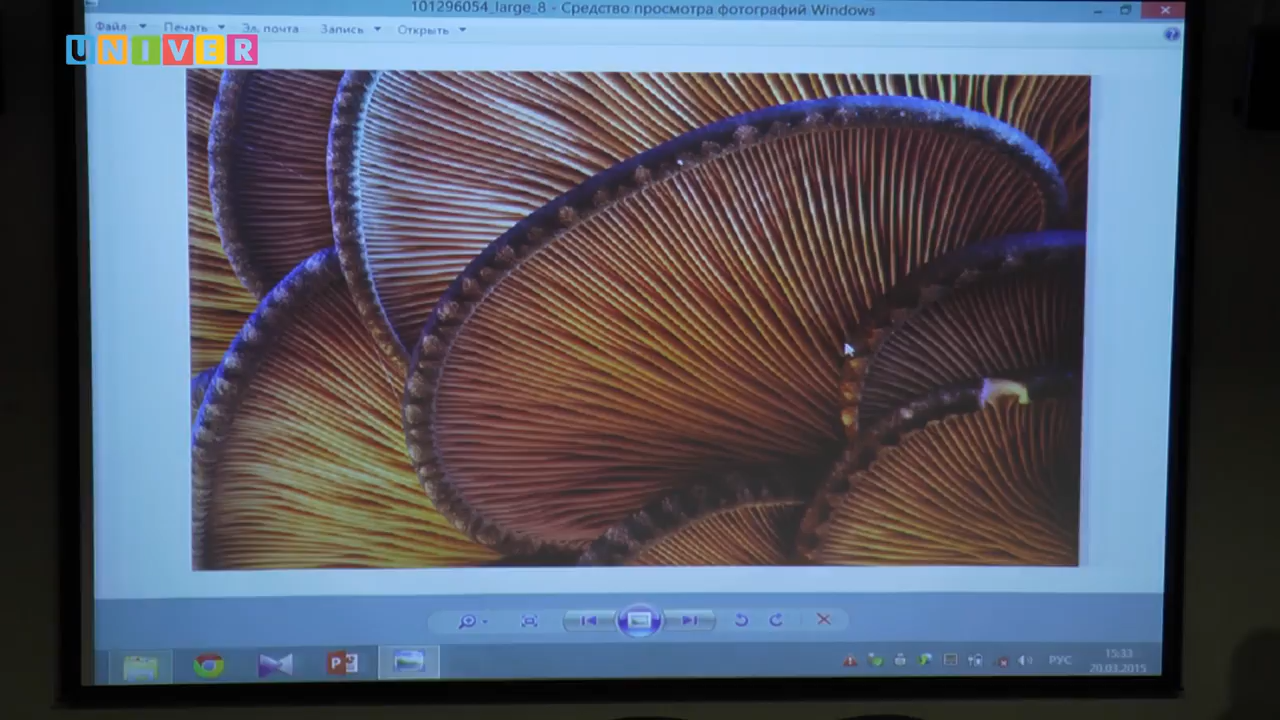 101296054_large_8 - Средство просмотра фотографий Windows
Файл Печать Эл. почта Запись Открыть
UNIVER
РУС
15:33
20.03.2015